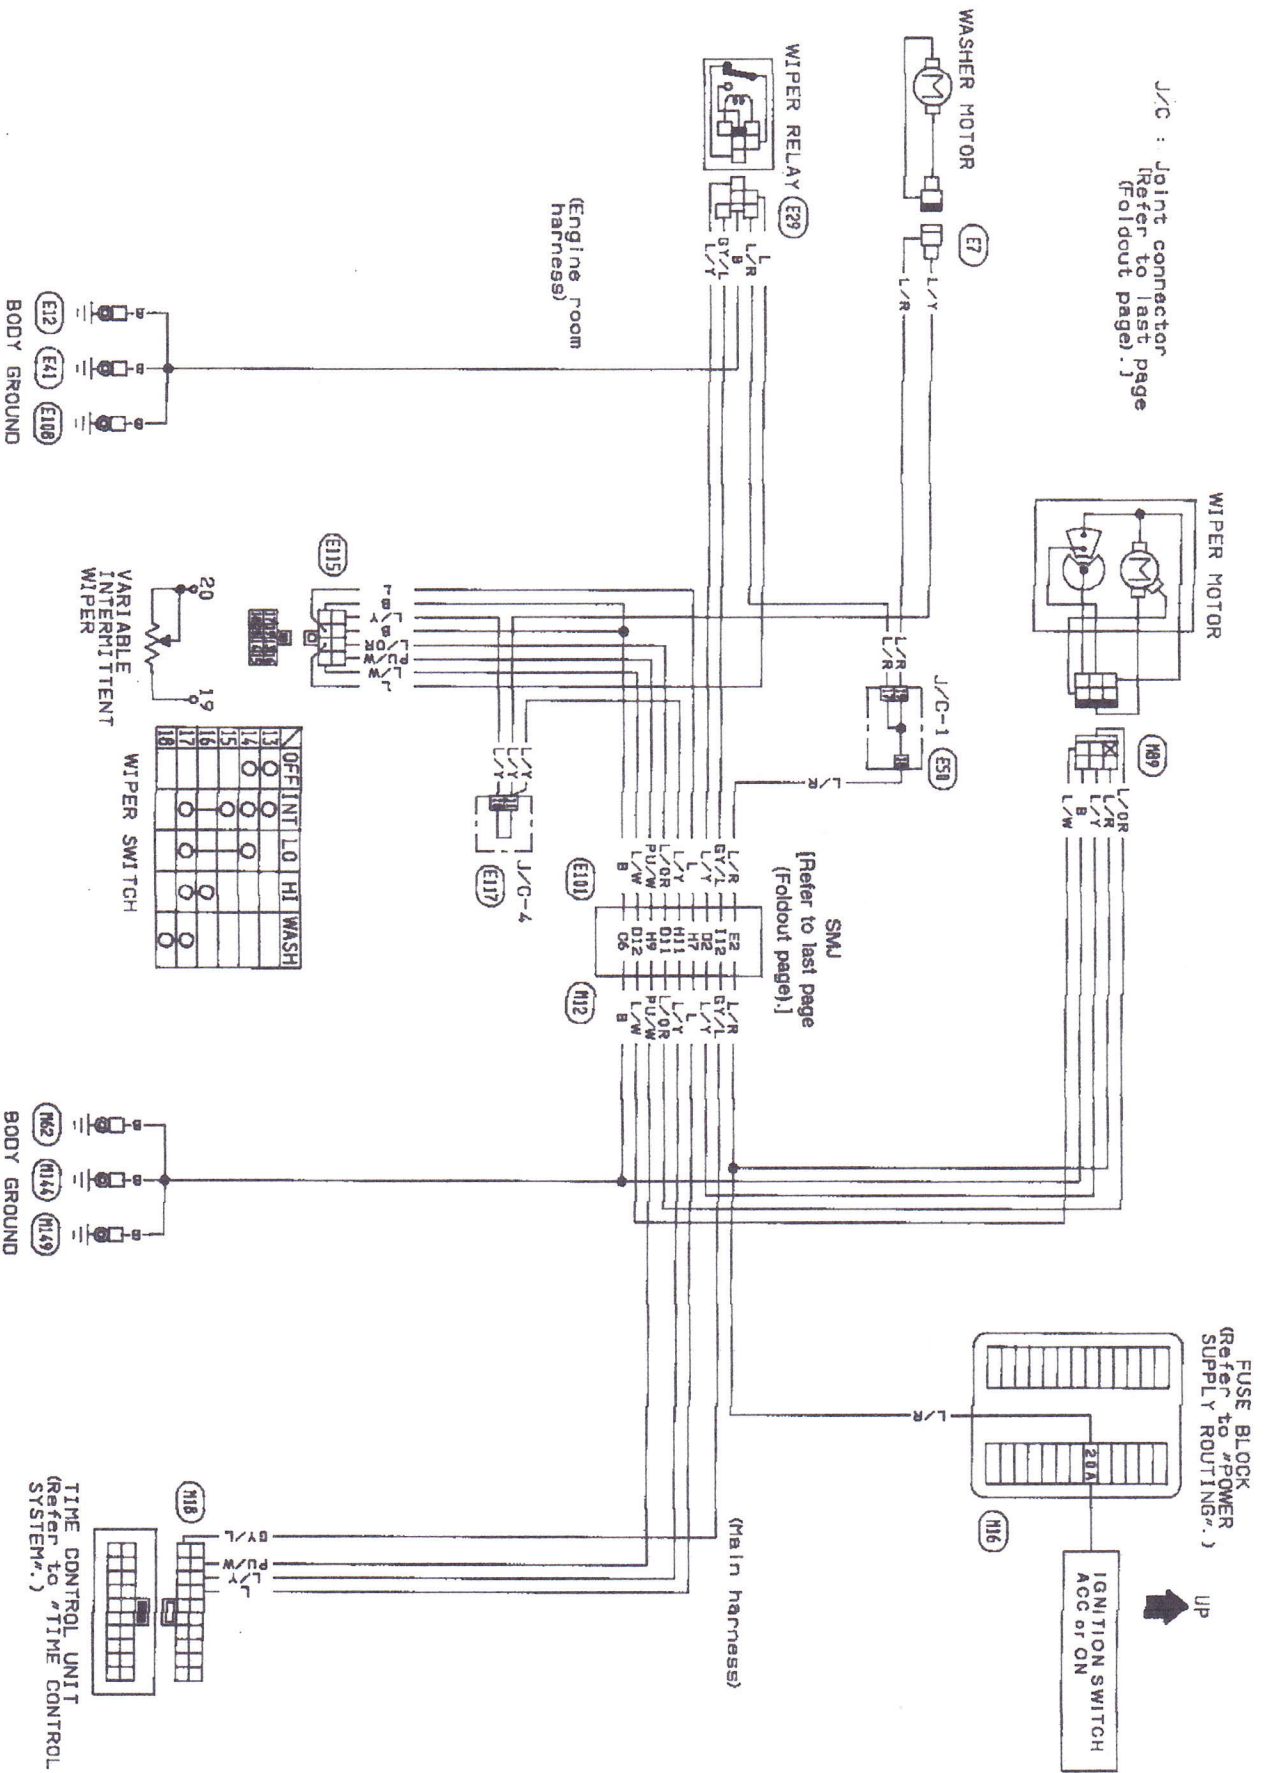 WASHER MOTOR
J/C : Joint connector
[Refer to last page
(Foldout page).]
E7
L/Y
L/R
WIPER RELAY
E29
L
L/R
B
GY/L
L/Y
(Engine room
harness)
E12
E41
E108
B
B
B
BODY GROUND
WIPER MOTOR
M89
L/OR
L/R
L/Y
B
L/W
J/C-1
E50
L/R
L/R
L/R
E115
L
B
L/Y
B
L/OR
PU/W
L/W
L
20
19
VARIABLE
INTERMITTENT
WIPER
OFF INT LO HI WASH
13
14
15
16
17
18
WIPER SWITCH
L/Y
L/Y
L/Y
J/C-4
E117
SMJ
[Refer to last page
(Foldout page).]
E101
L/R E2 L/R
GY/L I12 GY/L
L/Y D2 L/Y
L H7 L
L/Y H11 L/Y
L/OR D11 L/OR
PU/W H9 PU/W
L/W D12 L/W
B C6 B
M12
M62
M144
M149
B
B
B
BODY GROUND
FUSE BLOCK
(Refer to "POWER
SUPPLY ROUTING".)
20A
L/R
M16
UP
IGNITION SWITCH
ACC or ON
(Main harness)
M18
GY/L
PU/W
L/Y
L
TIME CONTROL UNIT
(Refer to "TIME CONTROL
SYSTEM".)